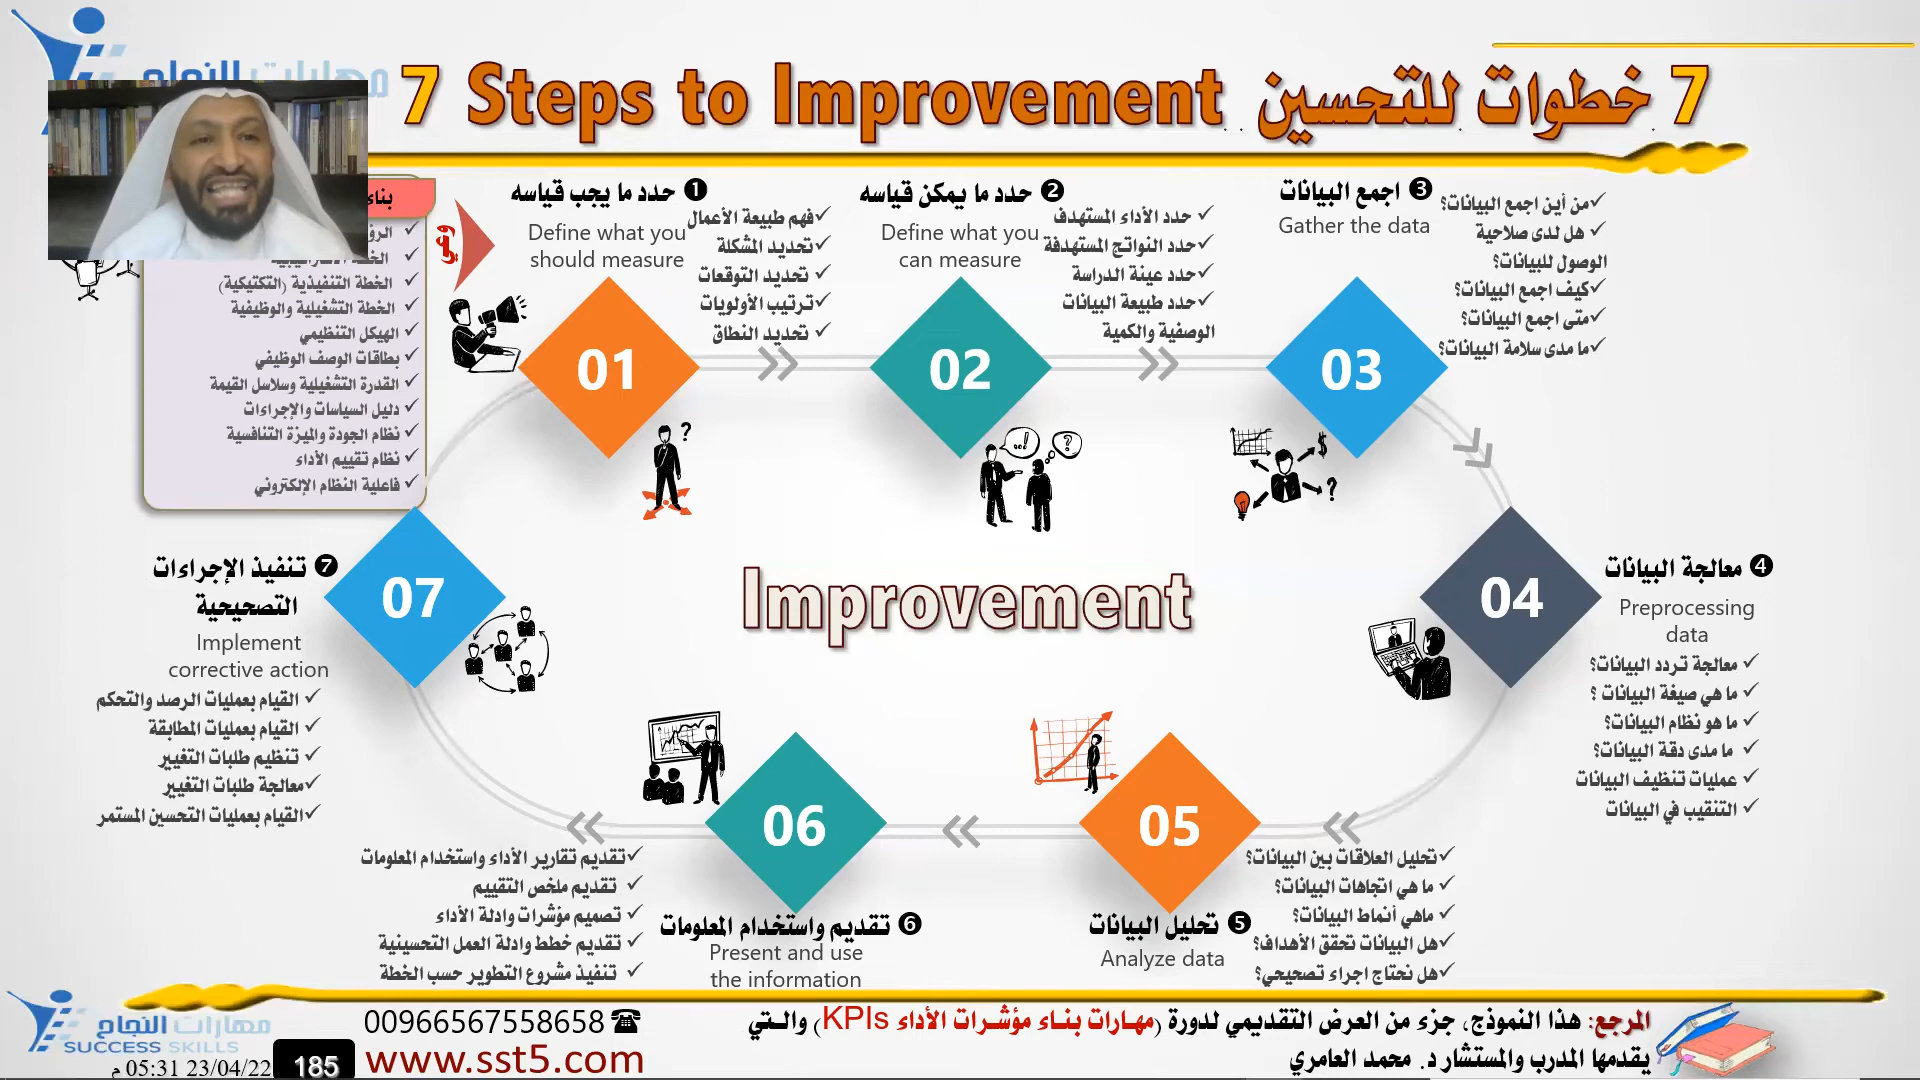 مهارات النجاح
7 Steps to Improvement 7 خطوات للتحسين
بناء
الخطة التنفيذية (التكتيكية)
الخطة التشغيلية والوظيفية
الهيكل التنظيمي
بطاقات الوصف الوظيفي
القدرة التشغيلية وسلاسل القيمة
دليل السياسات والإجراءات
نظام الجودة والميزة التنافسية
نظام تقييم الأداء
فاعلية النظام الإلكتروني
وعي
❶ حدد ما يجب قياسه
Define what you
should measure
فهم طبيعة الأعمال
تحديد المشكلة
تحديد التوقعات
ترتيب الأولويات
تحديد النطاق
01
❷ حدد ما يمكن قياسه
Define what you
can measure
حدد الأداء المستهدف
حدد النواتج المستهدفة
حدد عينة الدراسة
حدد طبيعة البيانات
الوصفية والكمية
02
❸ اجمع البيانات
Gather the data
من أين اجمع البيانات؟
هل لدى صلاحية
الوصول للبيانات؟
كيف اجمع البيانات؟
متى اجمع البيانات؟
ما مدى سلامة البيانات؟
03
❹ معالجة البيانات
Preprocessing
data
معالجة تردد البيانات؟
ما هي صيغة البيانات ؟
ما هو نظام البيانات؟
ما مدى دقة البيانات؟
عمليات تنظيف البيانات
التنقيب في البيانات
04
Improvement
❺ تحليل البيانات
Analyze data
تحليل العلاقات بين البيانات؟
ما هي اتجاهات البيانات؟
ماهي أنماط البيانات؟
هل البيانات تحقق الأهداف؟
هل نحتاج اجراء تصحيحي؟
05
❻ تقديم واستخدام المعلومات
Present and use
the information
تقديم تقارير الأداء واستخدام المعلومات
تقديم ملخص التقييم
تصميم مؤشرات وادلة الأداء
تقديم خطط وادلة العمل التحسينية
تنفيذ مشروع التطوير حسب الخطة
06
❼ تنفيذ الإجراءات
التصحيحية
Implement
corrective action
القيام بعمليات الرصد والتحكم
القيام بعمليات المطابقة
تنظيم طلبات التغيير
معالجة طلبات التغيير
القيام بعمليات التحسين المستمر
07
المرجع: هذا النموذج، جزء من العرض التقديمي لدورة (مهارات بناء مؤشرات الأداء KPIs) والتي
يقدمها المدرب والمستشار د. محمد العامري
00966567558658
www.sst5.com
مهارات النجاح
SUCCESS SKILLS
05:31 23/04/22 م
185